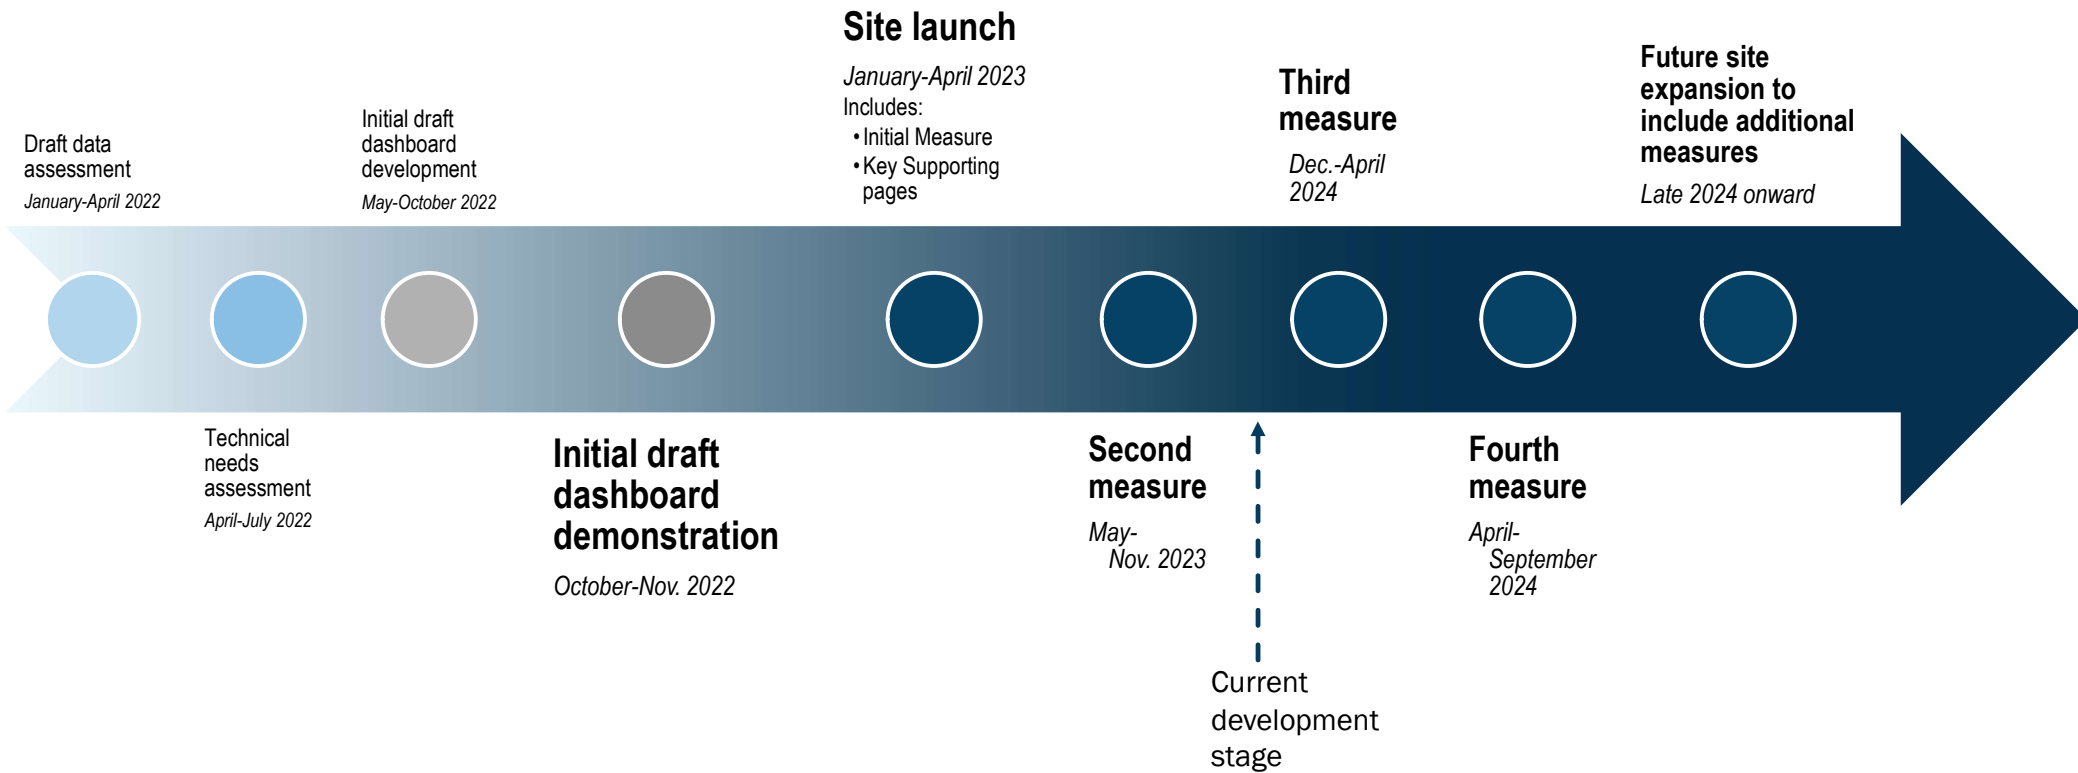 Draft data
assessment
January-April 2022
Technical
needs
assessment
April-July 2022
Initial draft
dashboard
development
May-October 2022
Initial draft
dashboard
demonstration
October-Nov. 2022
Site launch
January-April 2023
Includes:
• Initial Measure
• Key Supporting
pages
Second
measure
May-
Nov. 2023
Current
development
stage
Third
measure
Dec.-April
2024
Fourth
measure
April-
September
2024
Future site
expansion to
include additional
measures
Late 2024 onward